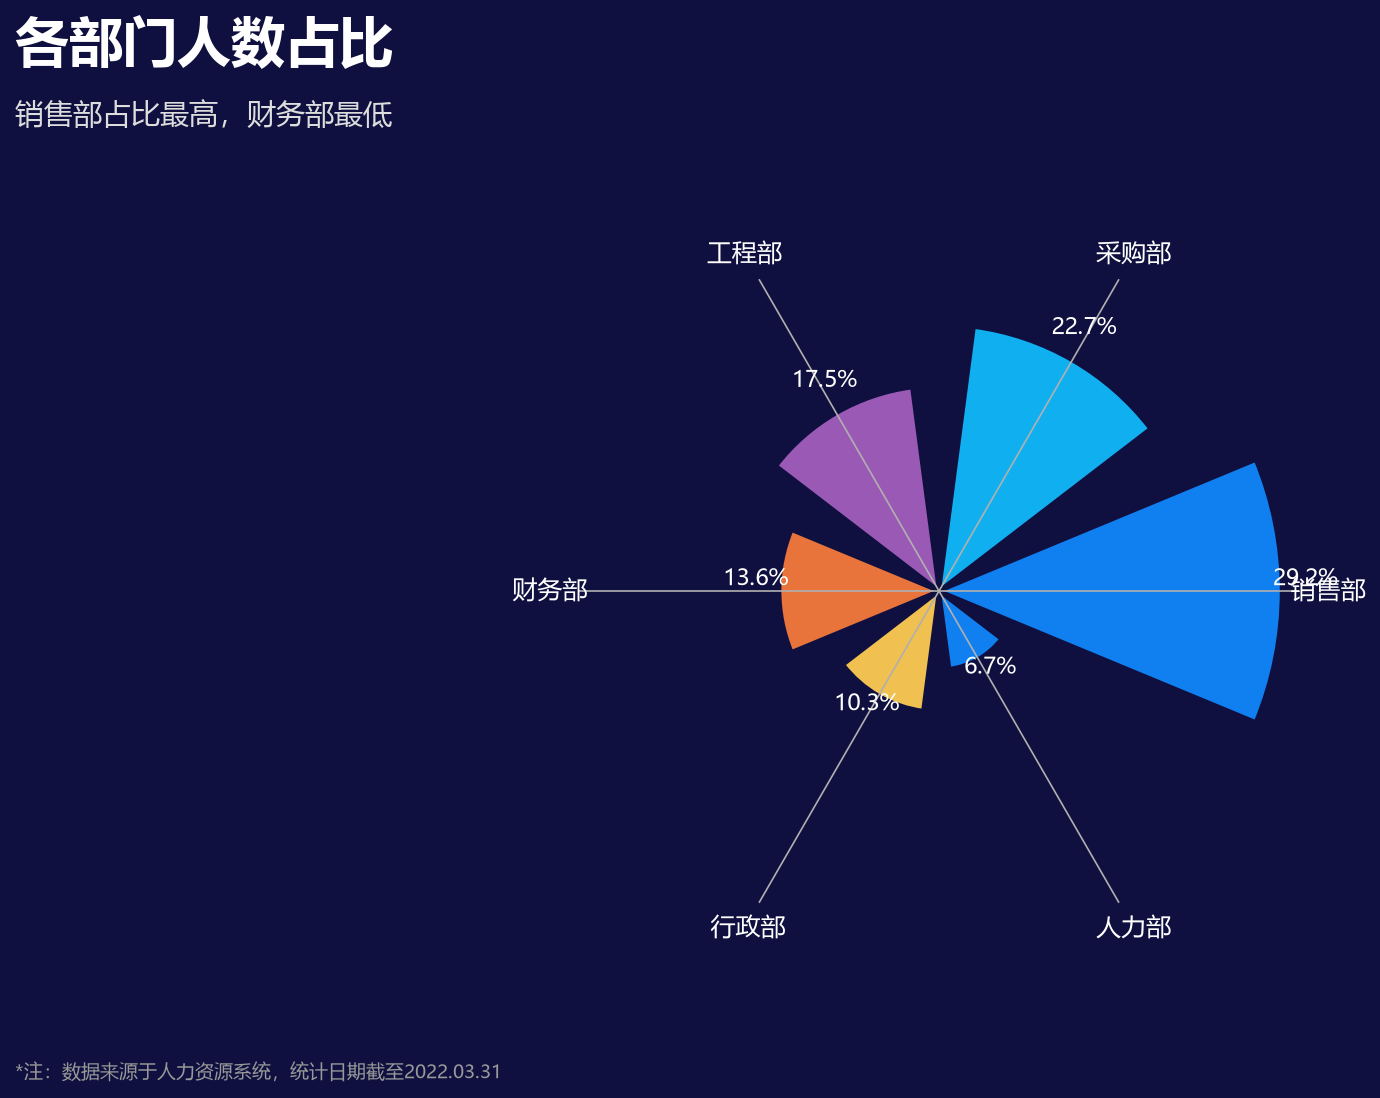 各部门人数占比
销售部占比最高，财务部最低
工程部
采购部
22.7%
17.5%
财务部
13.6%
29.2%
销售部
6.7%
10.3%
行政部
人力部
*注：数据来源于人力资源系统，统计日期截至2022.03.31